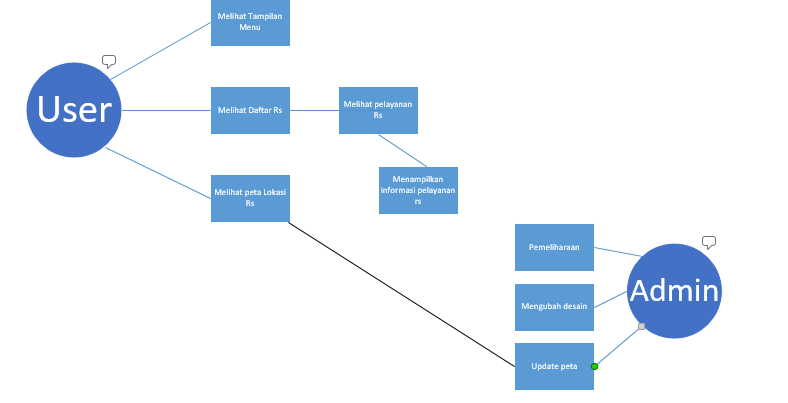 Melihat Tampilan
Menu
User
Melihat Daftar Rs
Melihat pelayanan
Rs
Melihat peta Lokasi
Rs
Menampilkan
informasi pelayanan
rs
Pemeliharaan
Admin
Mengubah desain
Update peta